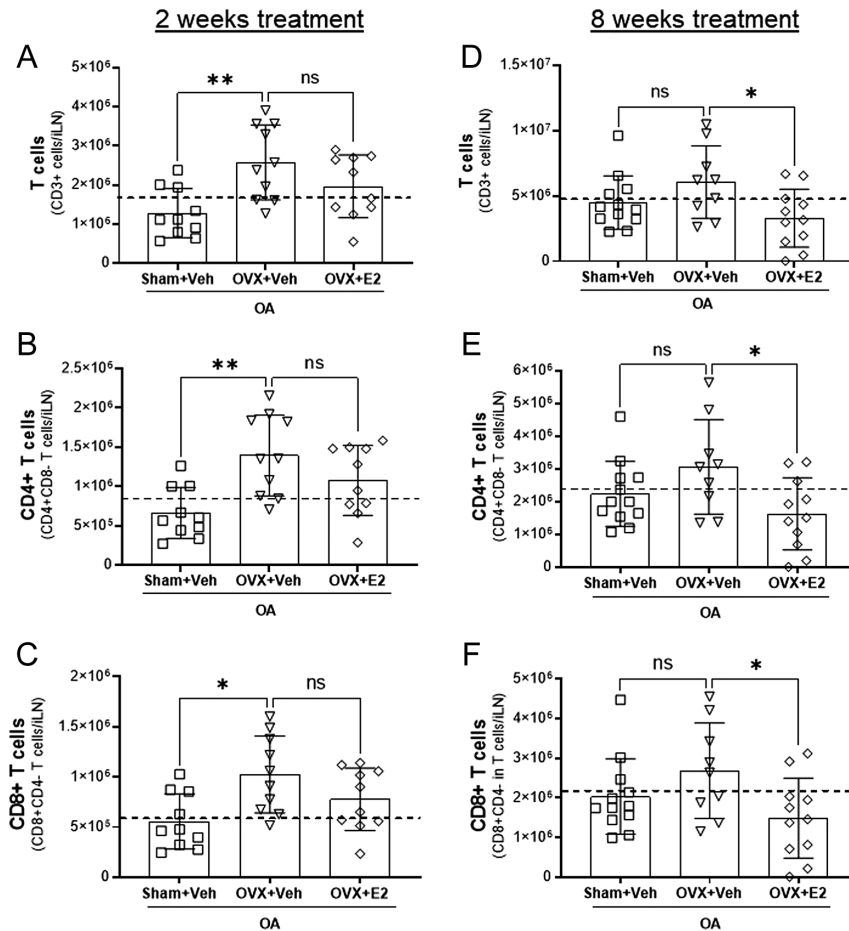 2 weeks treatment
8 weeks treatment
A
T cells
(CD3+ cells/iLN)
5×10⁶
4×10⁶
3×10⁶
2×10⁶
1×10⁶
0
** ns
Sham+Veh OVX+Veh OVX+E2
OA
D
T cells
(CD3+ cells/iLN)
1.5×10⁷
1×10⁷
5×10⁶
0
ns *
Sham+Veh OVX+Veh OVX+E2
OA
B
CD4+ T cells
(CD4+CD8- T cells/iLN)
2.5×10⁶
2×10⁶
1.5×10⁶
1×10⁶
5×10⁵
0
** ns
Sham+Veh OVX+Veh OVX+E2
OA
E
CD4+ T cells
(CD4+CD8- T cells/iLN)
6×10⁶
5×10⁶
4×10⁶
3×10⁶
2×10⁶
1×10⁶
0
ns *
Sham+Veh OVX+Veh OVX+E2
OA
C
CD8+ T cells
(CD8+CD4- T cells/iLN)
2×10⁶
1.5×10⁶
1×10⁶
5×10⁵
0
* ns
Sham+Veh OVX+Veh OVX+E2
OA
F
CD8+ T cells
(CD8+CD4- in T cells/iLN)
5×10⁶
4×10⁶
3×10⁶
2×10⁶
1×10⁶
0
ns *
Sham+Veh OVX+Veh OVX+E2
OA